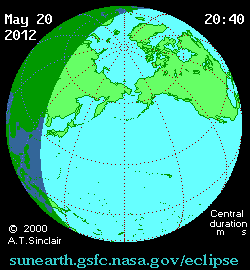 May 20 20:40
2012
© 2000
A.T.Sinclair
Central
duration
m s
sunearth.gsfc.nasa.gov/eclipse